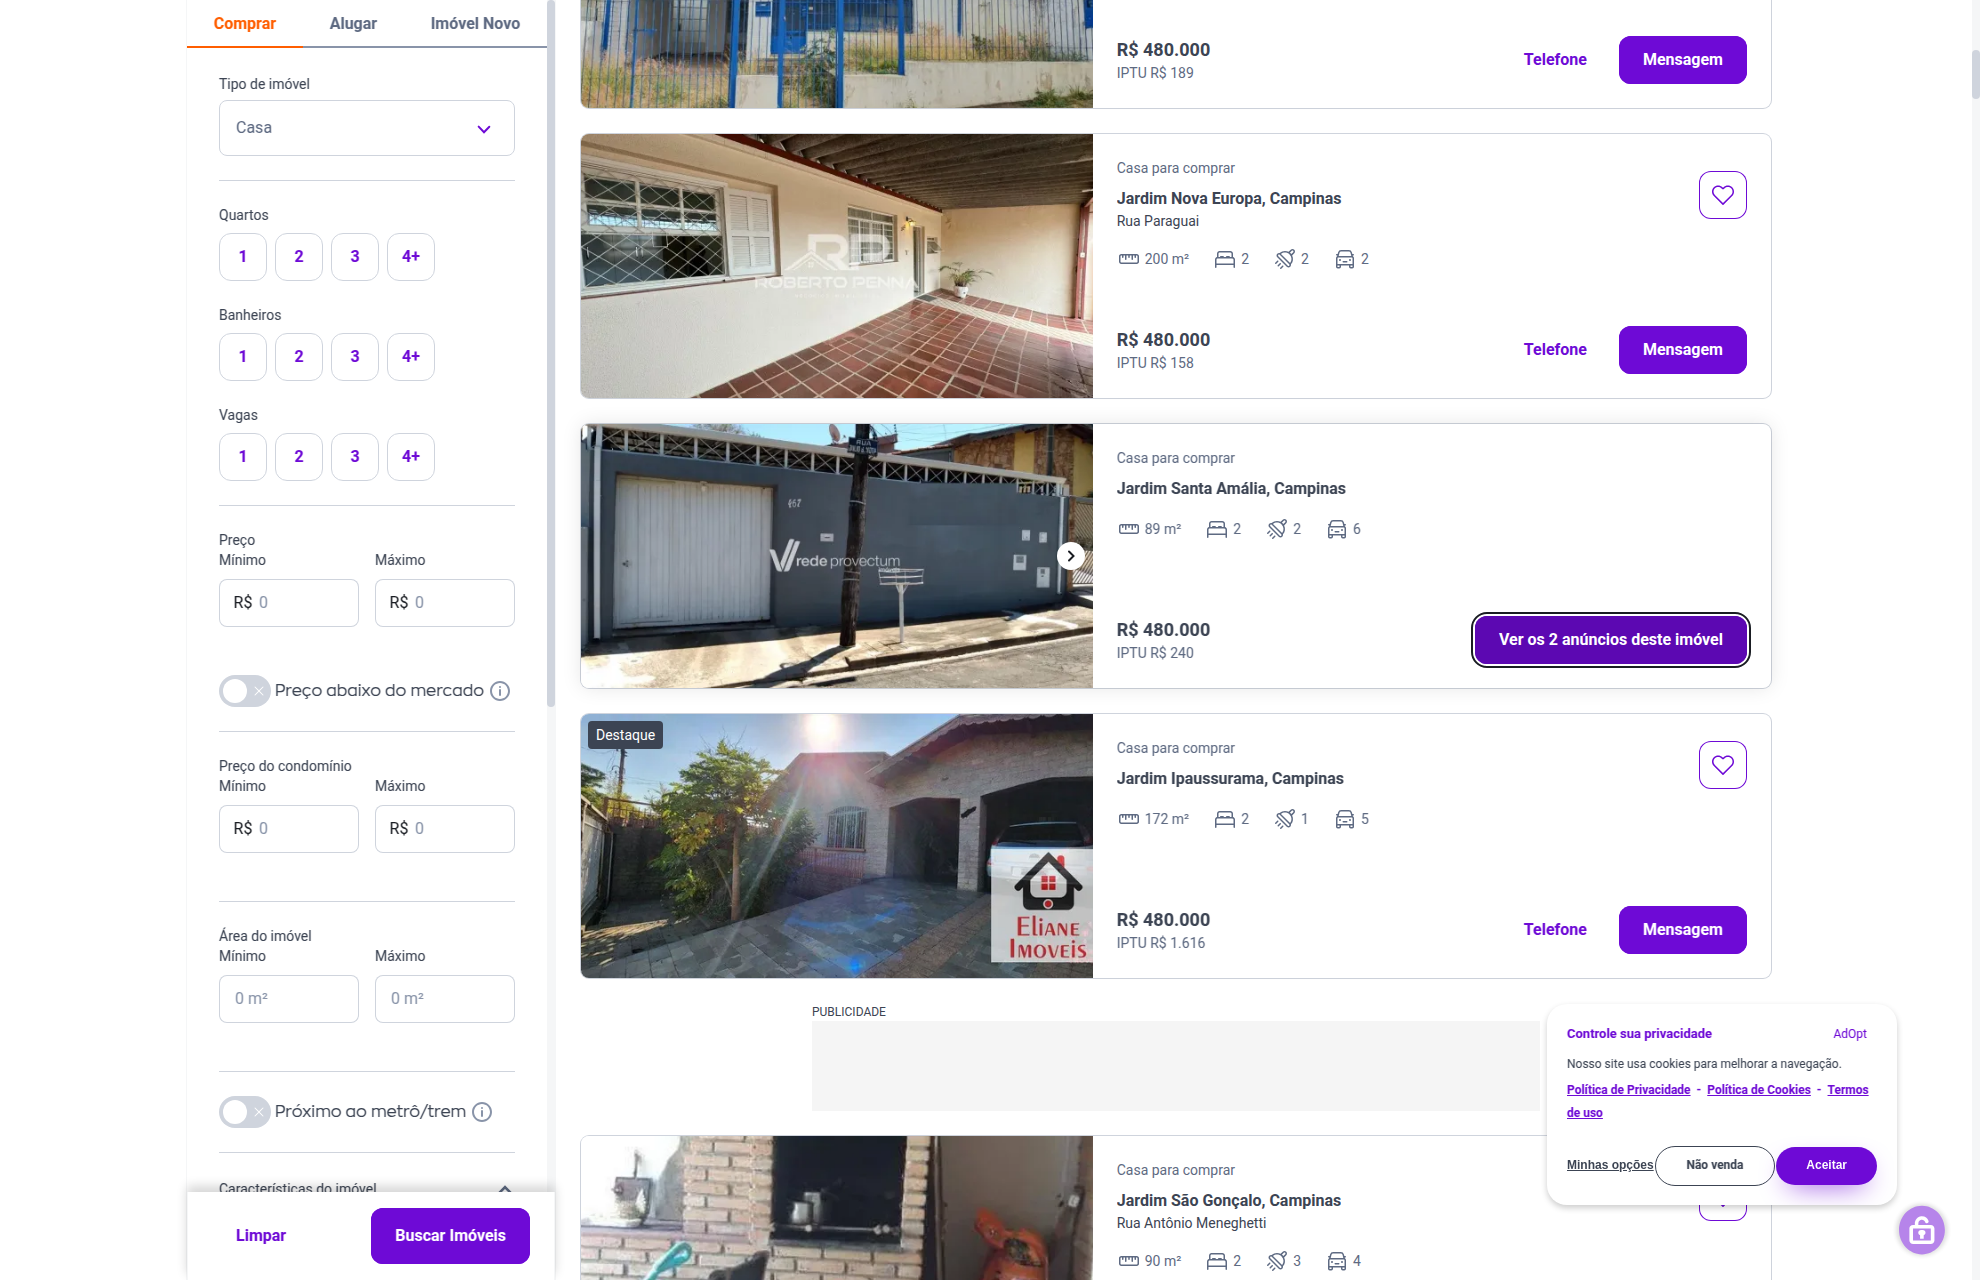 Comprar
Alugar
Imóvel Novo
Tipo de imóvel
Casa
Quartos
1
2
3
4+
Banheiros
1
2
3
4+
Vagas
1
2
3
4+
Preço
Mínimo
Máximo
R$ 0
R$ 0
Preço abaixo do mercado
Preço do condomínio
Mínimo
Máximo
R$ 0
R$ 0
Área do imóvel
Mínimo
Máximo
0 m²
0 m²
Próximo ao metrô/trem
Características do imóvel
Limpar
Buscar Imóveis
R$ 480.000
IPTU R$ 189
Telefone
Mensagem
RP
ROBERTO PENNA
Casa para comprar
Jardim Nova Europa, Campinas
Rua Paraguai
200 m²
2
2
2
R$ 480.000
IPTU R$ 158
Telefone
Mensagem
RUA
467
rede provectum
Casa para comprar
Jardim Santa Amália, Campinas
89 m²
2
2
6
R$ 480.000
IPTU R$ 240
Ver os 2 anúncios deste imóvel
Destaque
Eliane
Imoveis
Casa para comprar
Jardim Ipaussurama, Campinas
172 m²
2
1
5
R$ 480.000
IPTU R$ 1.616
Telefone
Mensagem
PUBLICIDADE
Casa para comprar
Jardim São Gonçalo, Campinas
Rua Antônio Meneghetti
90 m²
2
3
4
Controle sua privacidade
AdOpt
Nosso site usa cookies para melhorar a navegação.
Política de Privacidade - Política de Cookies - Termos
de uso
Minhas opções
Não venda
Aceitar